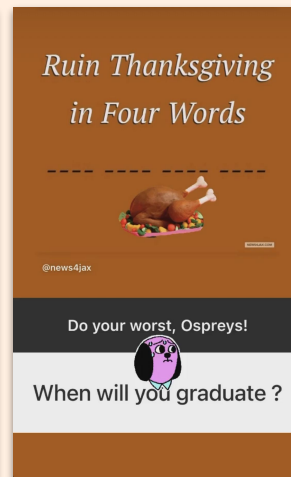 Ruin Thanksgiving
in Four Words
---- ---- ---- ----
@news4jax
Do your worst, Ospreys!
When will you graduate ?